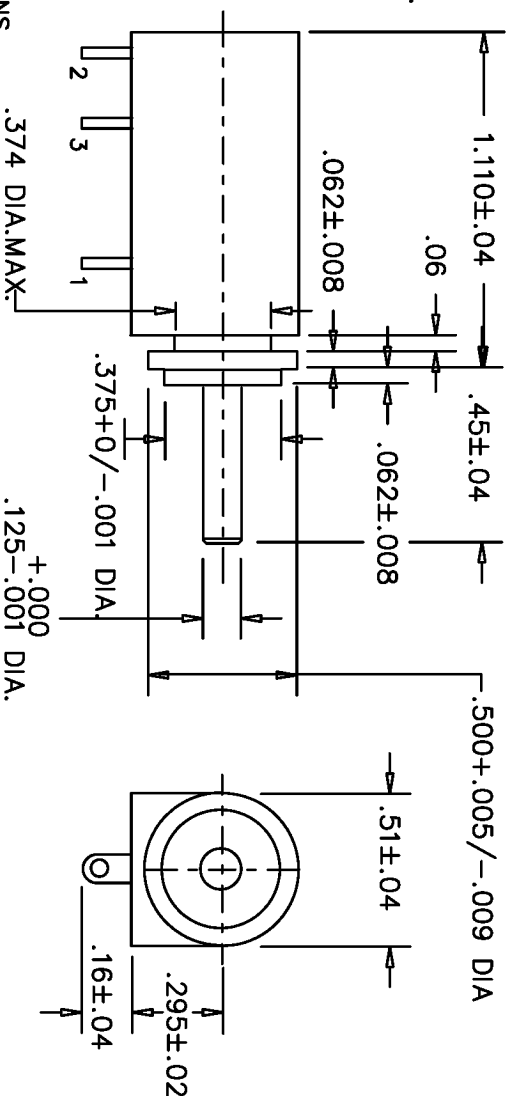 .500+.005/-.009 DIA
1.110±.04
.45±.04
.51±.04
.06
.062±.008
.062±.008
.295±.02
.16±.04
2
3
1
.375+0/-.001 DIA.
.374 DIA.MAX.
+.000
.125-.001 DIA.
NS